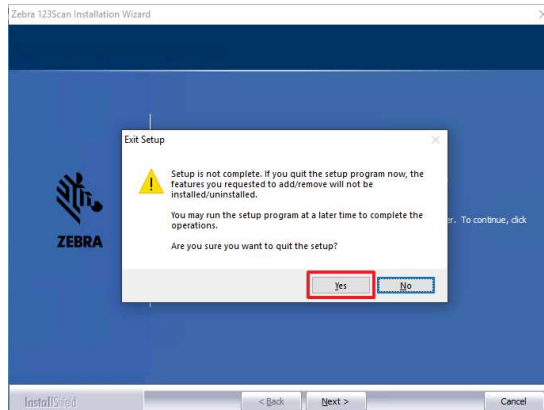 Zebra 123Scan Installation Wizard
Exit Setup
Setup is not complete. If you quit the setup program now, the
features you requested to add/remove will not be
installed/uninstalled.
You may run the setup program at a later time to complete the
operations.
Are you sure you want to quit the setup?
er. To continue, click
ZEBRA
Yes
No
InstallShield
< Back
Next >
Cancel